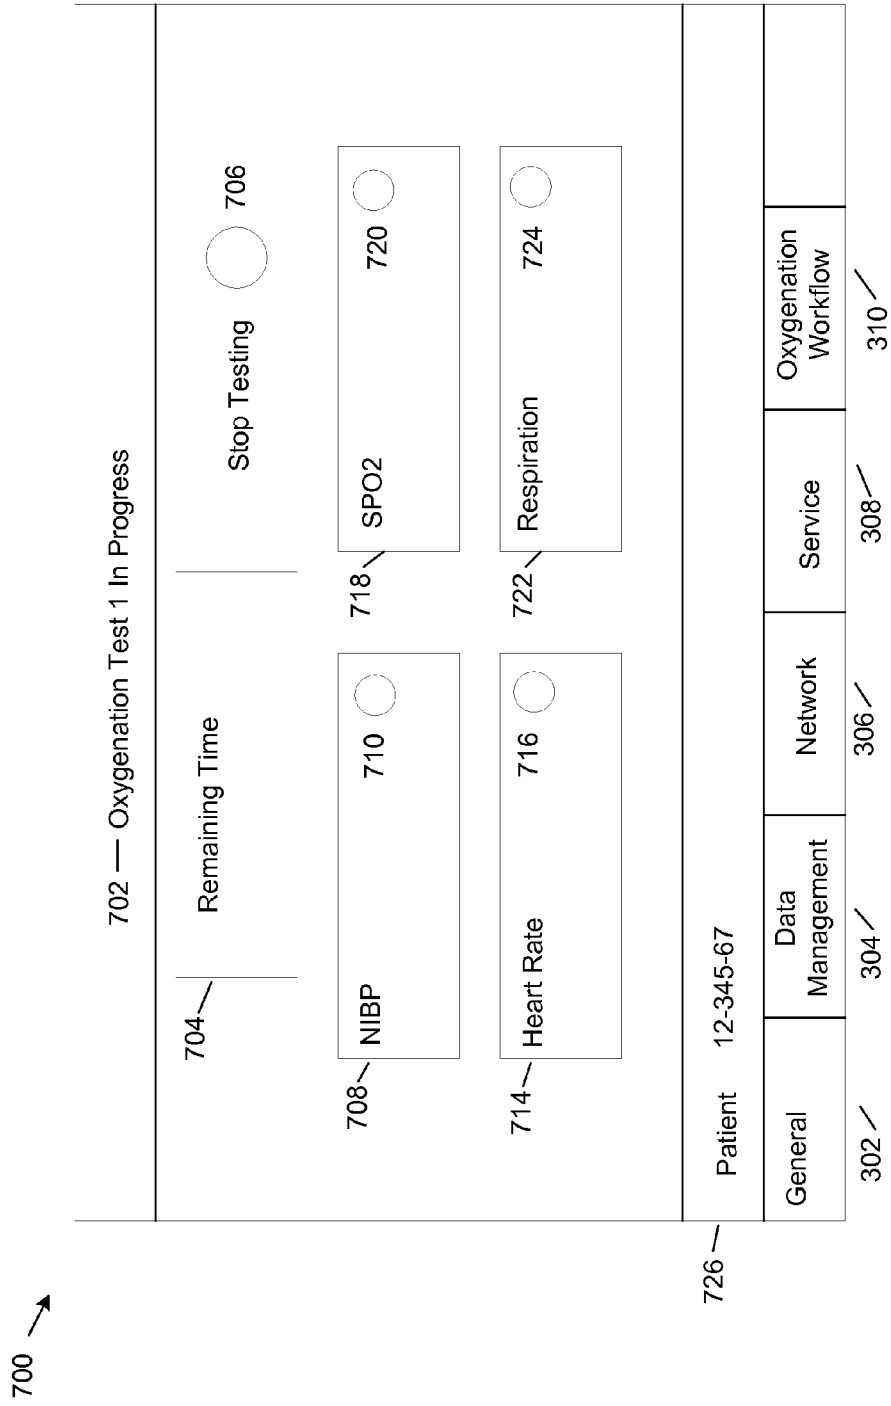 700
702 — Oxygenation Test 1 In Progress
704
Remaining Time
Stop Testing
706
708
NIBP
710
718
SPO2
720
714
Heart Rate
716
722
Respiration
724
726
Patient 12-345-67
General
Data
Management
Network
Service
Oxygenation
Workflow
302
304
306
308
310